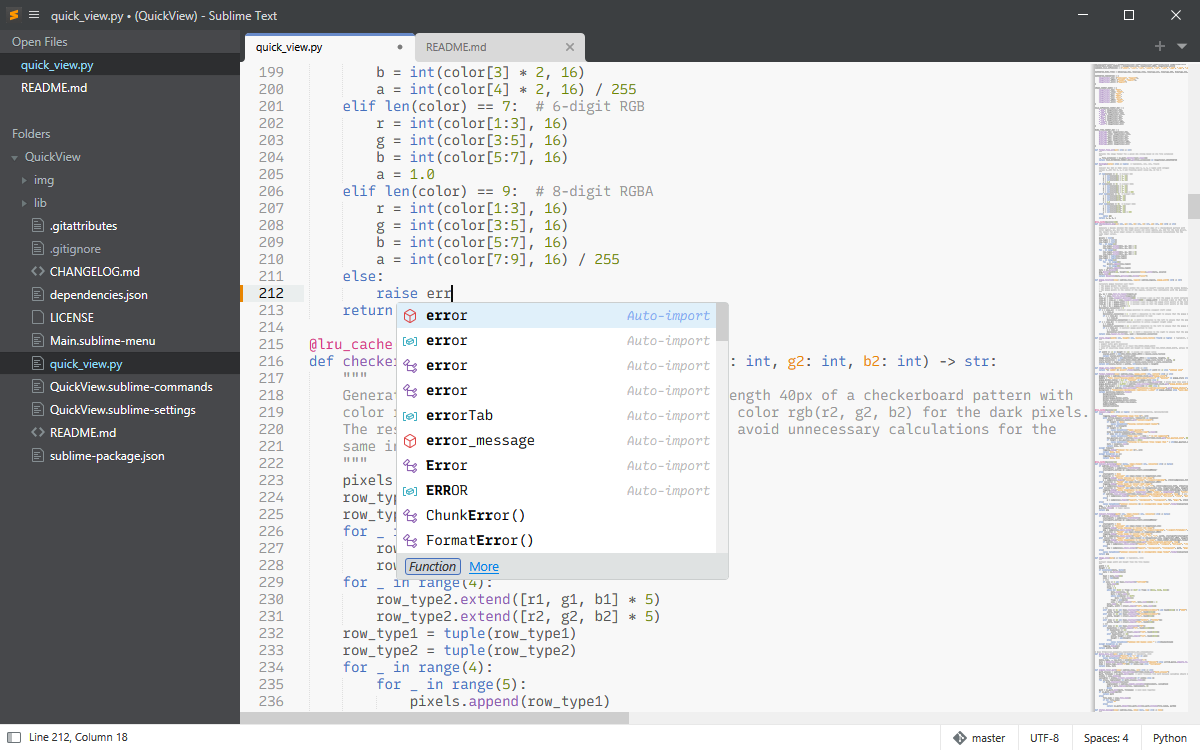 quick_view.py • (QuickView) - Sublime Text
Open Files
quick_view.py
README.md
Folders
QuickView
img
lib
.gitattributes
.gitignore
CHANGELOG.md
dependencies.json
LICENSE
Main.sublime-menu
quick_view.py
QuickView.sublime-commands
QuickView.sublime-settings
README.md
sublime-package.json
quick_view.py
README.md
199 b = int(color[3] * 2, 16)
200 a = int(color[4] * 2, 16) / 255
201 elif len(color) == 7:  # 6-digit RGB
202 r = int(color[1:3], 16)
203 g = int(color[3:5], 16)
204 b = int(color[5:7], 16)
205 a = 1.0
206 elif len(color) == 9:  # 8-digit RGBA
207 r = int(color[1:3], 16)
208 g = int(color[3:5], 16)
209 b = int(color[5:7], 16)
210 a = int(color[7:9], 16) / 255
211 else:
212 raise err
213 return
214
215 @lru_cache
216 def checker : int, g2: int, b2: int) -> str:
217 """
218 Genera ength 40px of a checkerboard pattern with
219 color i color rgb(r2, g2, b2) for the dark pixels.
220 The res avoid unnecessary calculations for the
221 same in
222 """
223 pixels
224 row_typ
225 row_typ
226 for _
227 row
228 row
229 for _ in range(4):
230 row_type2.extend([r1, g1, b1] * 5)
231 row_type2.extend([r2, g2, b2] * 5)
232 row_type1 = tuple(row_type1)
233 row_type2 = tuple(row_type2)
234 for _ in range(4):
235 for _ in range(5):
236 pixels.append(row_type1)
error Auto-import
error Auto-import
error Auto-import
error Auto-import
errorTab Auto-import
error_message Auto-import
Error Auto-import
ERROR Auto-import
ChunkError()
FormatError()
Function More
Line 212, Column 18
master
UTF-8
Spaces: 4
Python